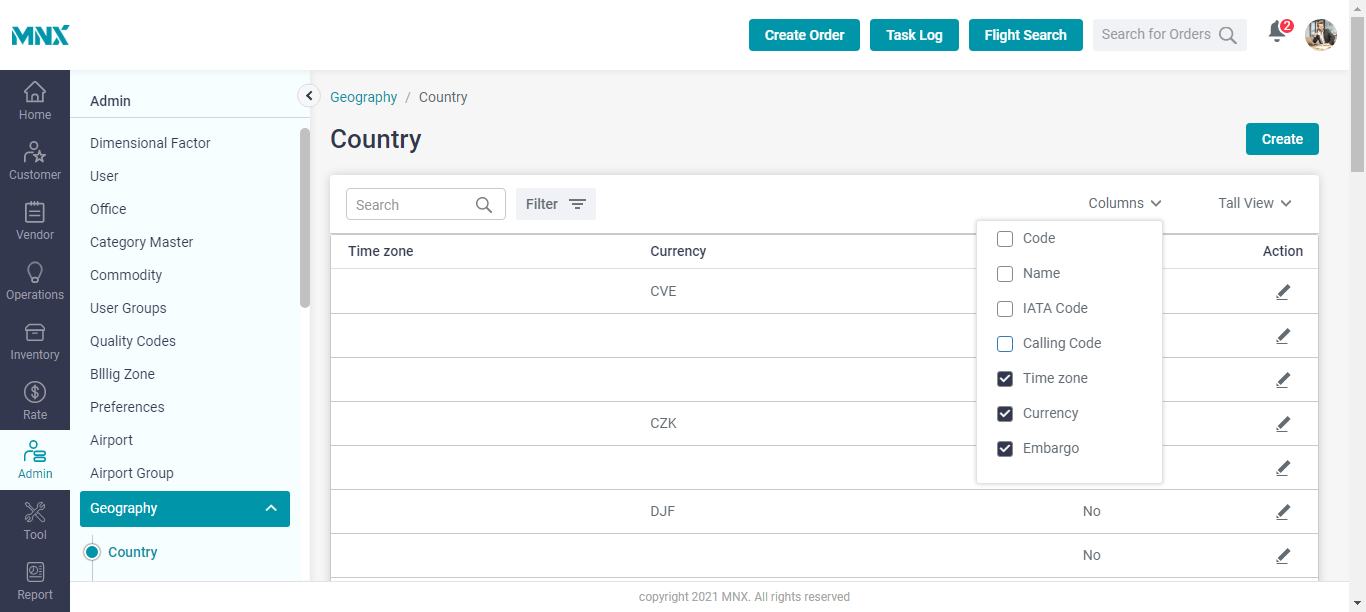 MNX
Create Order
Task Log
Flight Search
Search for Orders
2
Home
Customer
Vendor
Operations
Inventory
Rate
Admin
Tool
Report
Admin
Dimensional Factor
User
Office
Category Master
Commodity
User Groups
Quality Codes
Blllig Zone
Preferences
Airport
Airport Group
Geography
Country
Geography / Country
Country
Create
Search
Filter
Columns
Tall View
Code
Name
IATA Code
Calling Code
Time zone
Currency
Embargo
Time zone Currency Action
CVE
CZK
DJF No
No
copyright 2021 MNX. All rights reserved